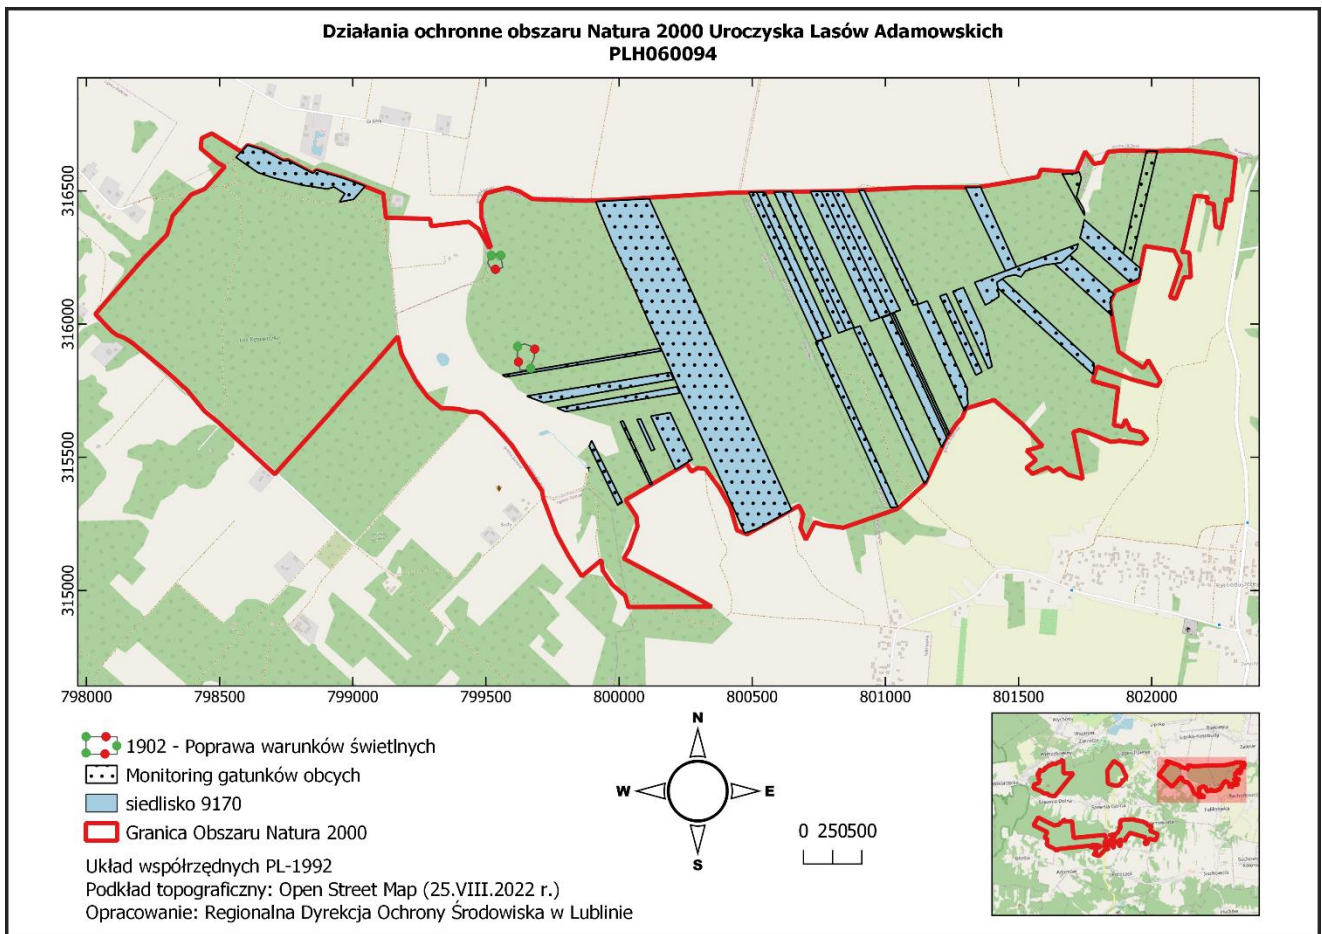 Działania ochronne obszaru Natura 2000 Uroczyska Lasów Adamowskich
PLH060094
316500
316000
315500
315000
798000 798500 799000 799500 800000 800500 801000 801500 802000
1902 - Poprawa warunków świetlnych
Monitoring gatunków obcych
siedlisko 9170
Granica Obszaru Natura 2000
Układ współrzędnych PL-1992
Podkład topograficzny: Open Street Map (25.VIII.2022 r.)
Opracowanie: Regionalna Dyrekcja Ochrony Środowiska w Lublinie
N
W E
S
0 250500